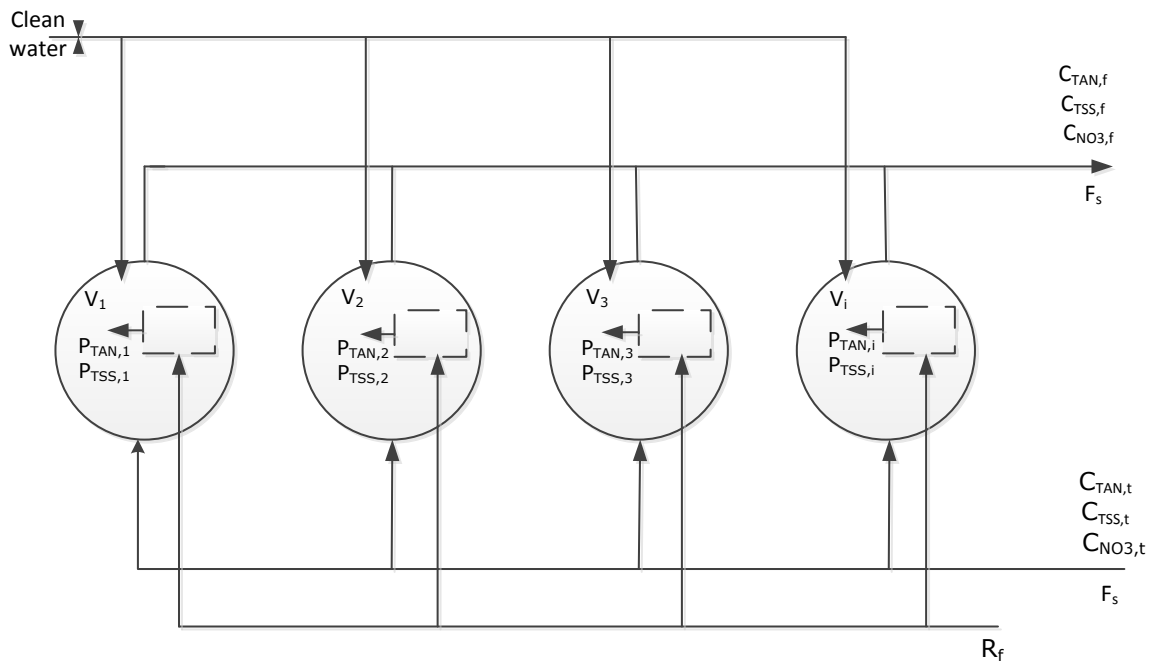 Clean
water
C_TAN,f
C_TSS,f
C_NO3,f
F_s
V_1
P_TAN,1
P_TSS,1
V_2
P_TAN,2
P_TSS,2
V_3
P_TAN,3
P_TSS,3
V_i
P_TAN,i
P_TSS,i
C_TAN,t
C_TSS,t
C_NO3,t
F_s
R_f